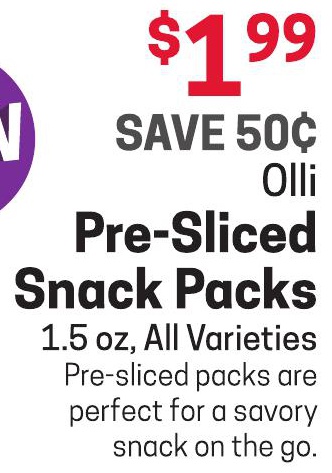 $1.99
SAVE 50¢
Olli
Pre-Sliced
Snack Packs
1.5 oz, All Varieties
Pre-sliced packs are
perfect for a savory
snack on the go.